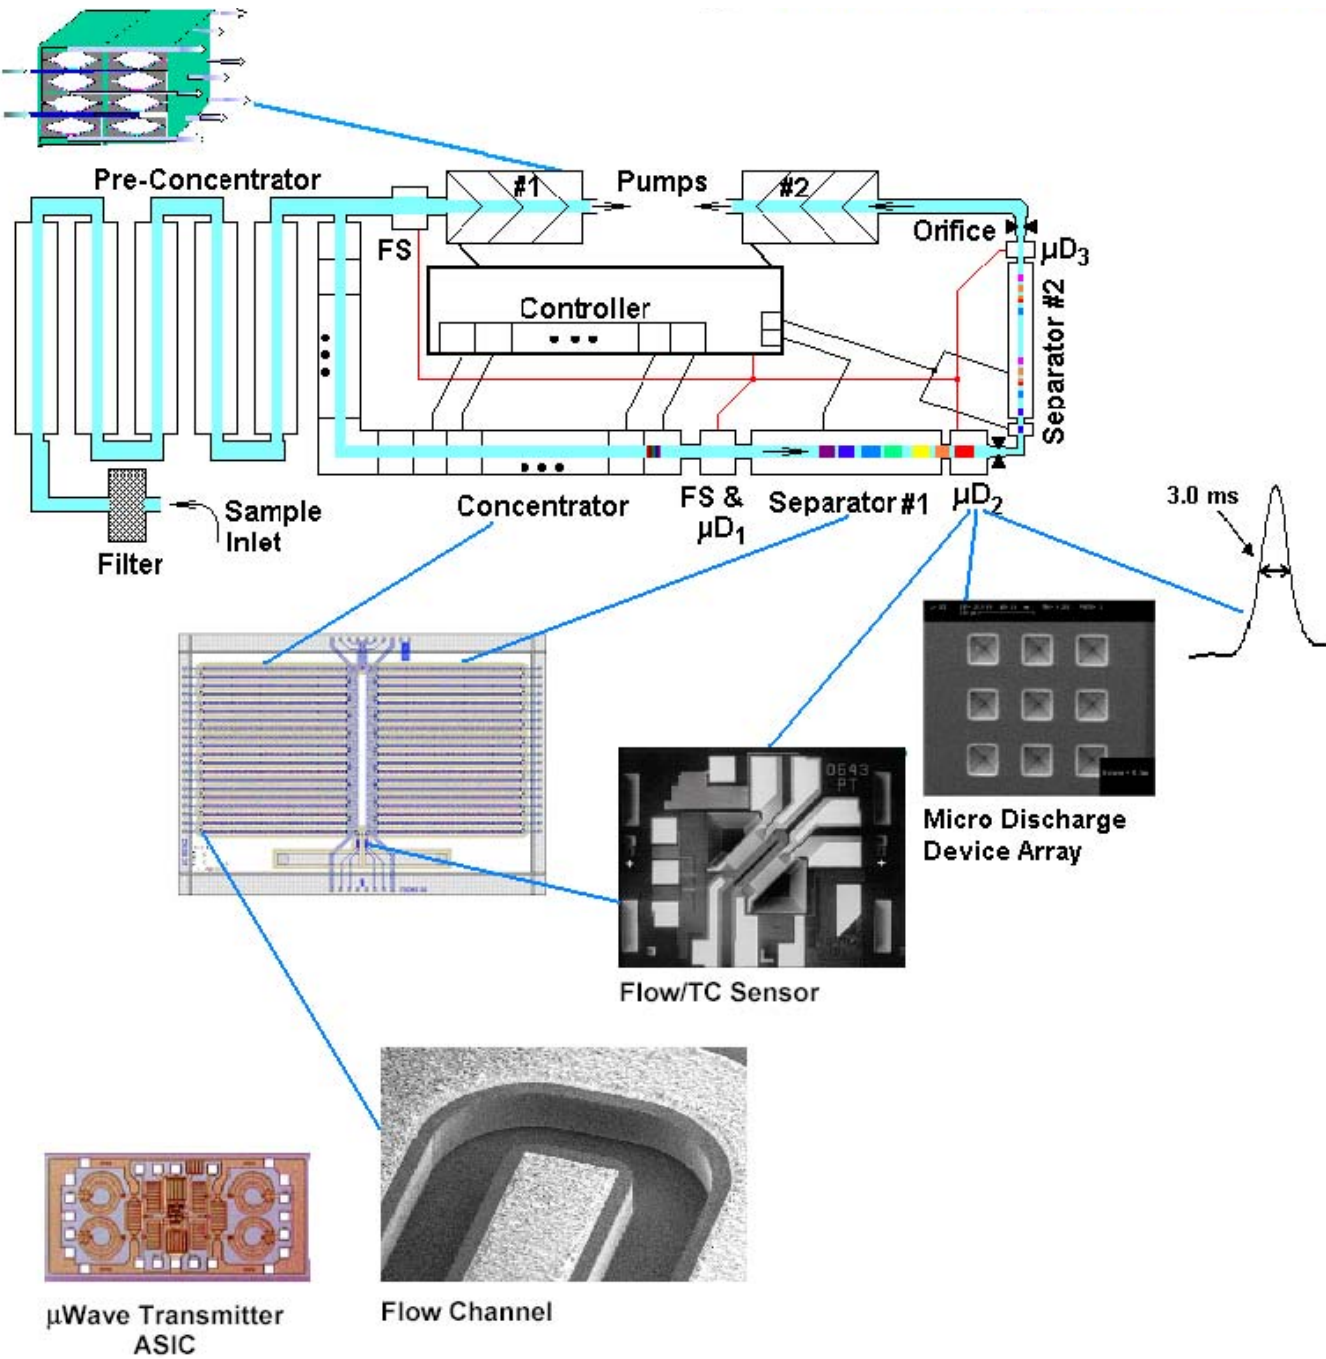 Pre-Concentrator
#1
Pumps
#2
FS
Orifice
µD3
Controller
Separator #2
Sample
Inlet
Filter
Concentrator
FS &
µD1
Separator #1
µD2
3.0 ms
0543
PT
Micro Discharge
Device Array
Flow/TC Sensor
Flow Channel
µWave Transmitter
ASIC